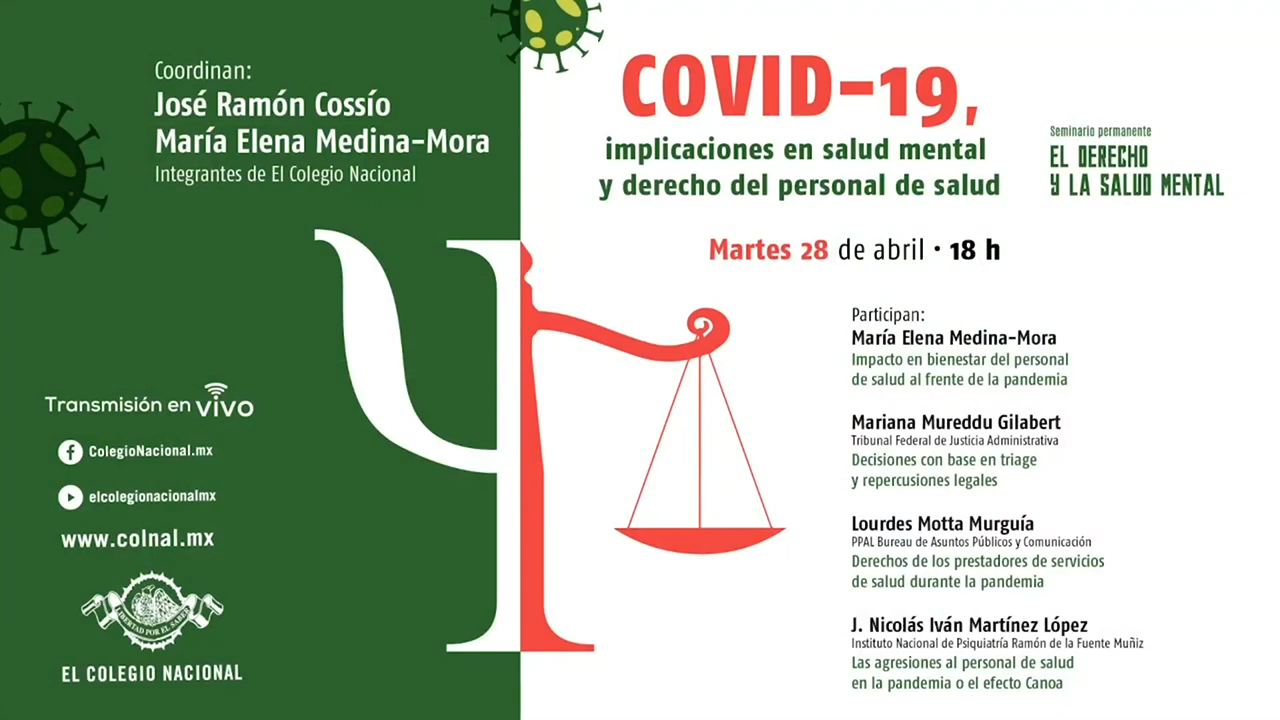 Coordinan:
José Ramón Cossío
María Elena Medina-Mora
Integrantes de El Colegio Nacional
COVID-19,
implicaciones en salud mental
y derecho del personal de salud
Seminario permanente
EL DERECHO
Y LA SALUD MENTAL
Martes 28 de abril • 18 h
Participan:
María Elena Medina-Mora
Impacto en bienestar del personal
de salud al frente de la pandemia
Mariana Mureddu Gilabert
Tribunal Federal de Justicia Administrativa
Decisiones con base en triage
y repercusiones legales
Lourdes Motta Murguía
PPAL Bureau de Asuntos Públicos y Comunicación
Derechos de los prestadores de servicios
de salud durante la pandemia
J. Nicolás Iván Martínez López
Instituto Nacional de Psiquiatría Ramón de la Fuente Muñiz
Las agresiones al personal de salud
en la pandemia o el efecto Canoa
Transmisión en vivo
ColegioNacional.mx
elcolegionacionalmx
www.colnal.mx
LIBERTAD POR EL SABER
EL COLEGIO NACIONAL